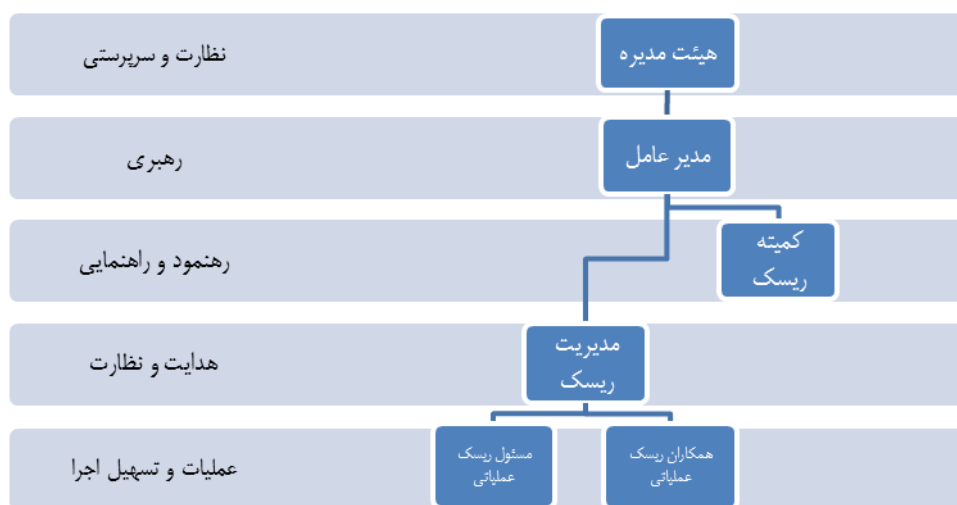 هیئت مدیره
نظارت و سرپرستی
مدیر عامل
رهبری
کمیته
ریسک
رهنمود و راهنمایی
مدیریت
ریسک
هدایت و نظارت
همکاران ریسک
عملیاتی
مسئول ریسک
عملیاتی
عملیات و تسهیل اجرا